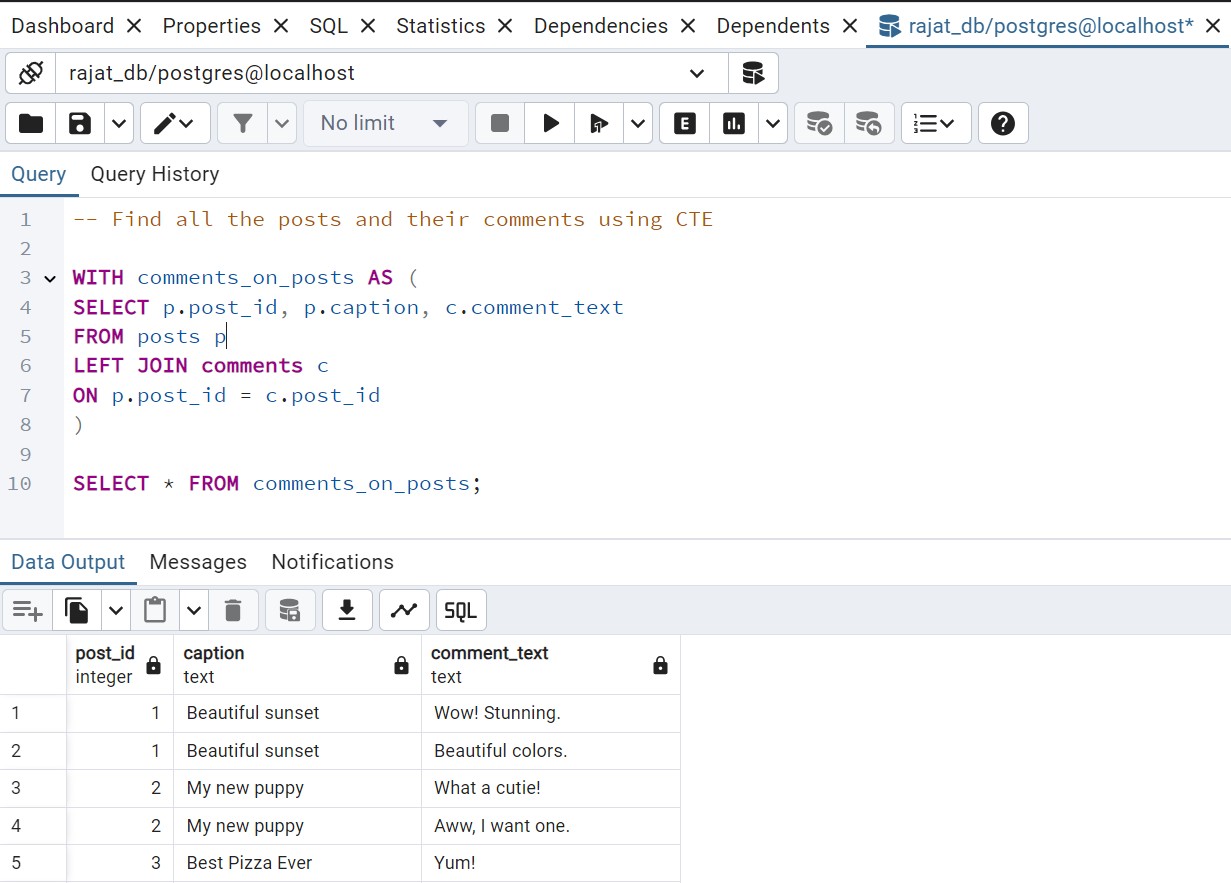 Dashboard Properties SQL Statistics Dependencies Dependents rajat_db/postgres@localhost*
rajat_db/postgres@localhost
No limit E
Query Query History
1 -- Find all the posts and their comments using CTE
2
3 WITH comments_on_posts AS (
4 SELECT p.post_id, p.caption, c.comment_text
5 FROM posts p
6 LEFT JOIN comments c
7 ON p.post_id = c.post_id
8 )
9
10 SELECT * FROM comments_on_posts;
Data Output Messages Notifications
SQL
post_id caption comment_text
integer text text
1 1 Beautiful sunset Wow! Stunning.
2 1 Beautiful sunset Beautiful colors.
3 2 My new puppy What a cutie!
4 2 My new puppy Aww, I want one.
5 3 Best Pizza Ever Yum!